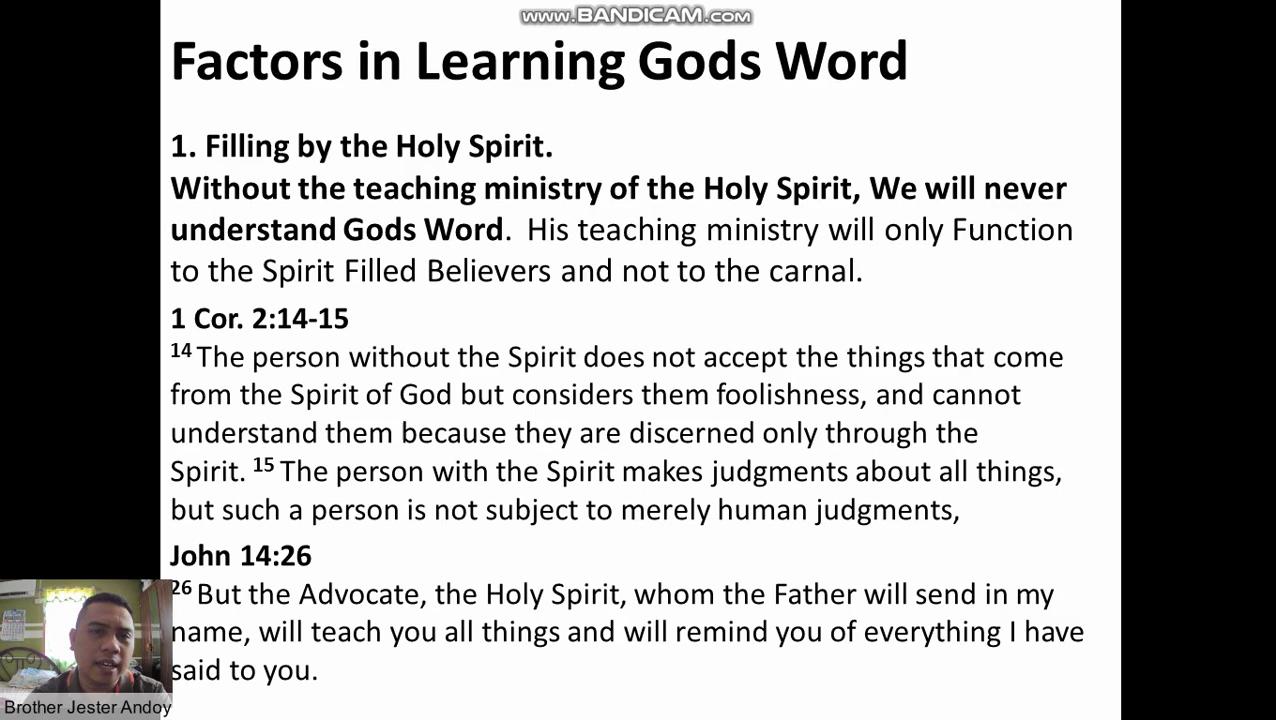 www.BANDICAM.com
Factors in Learning Gods Word
1. Filling by the Holy Spirit.
Without the teaching ministry of the Holy Spirit, We will never
understand Gods Word. His teaching ministry will only Function
to the Spirit Filled Believers and not to the carnal.
1 Cor. 2:14-15
14 The person without the Spirit does not accept the things that come
from the Spirit of God but considers them foolishness, and cannot
understand them because they are discerned only through the
Spirit. 15 The person with the Spirit makes judgments about all things,
but such a person is not subject to merely human judgments,
John 14:26
26 But the Advocate, the Holy Spirit, whom the Father will send in my
name, will teach you all things and will remind you of everything I have
said to you.
Brother Jester Andoy